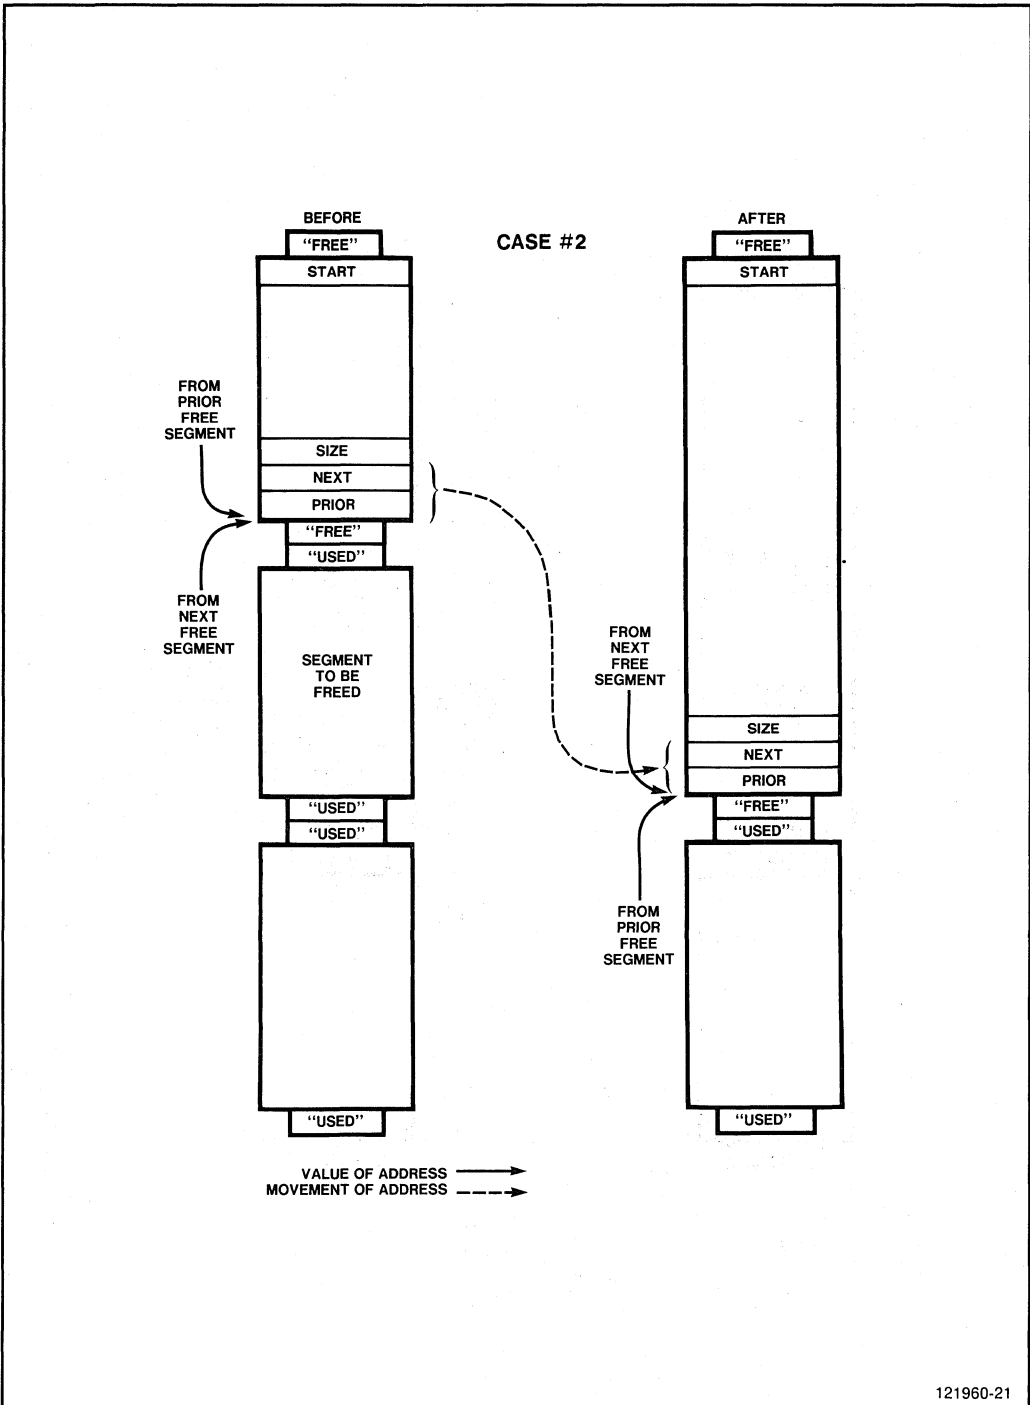 CASE #2
BEFORE
"FREE"
START
FROM
PRIOR
FREE
SEGMENT
SIZE
NEXT
PRIOR
"FREE"
"USED"
FROM
NEXT
FREE
SEGMENT
SEGMENT
TO BE
FREED
"USED"
"USED"
"USED"
AFTER
"FREE"
START
FROM
NEXT
FREE
SEGMENT
SIZE
NEXT
PRIOR
"FREE"
"USED"
FROM
PRIOR
FREE
SEGMENT
"USED"
VALUE OF ADDRESS
MOVEMENT OF ADDRESS
121960-21